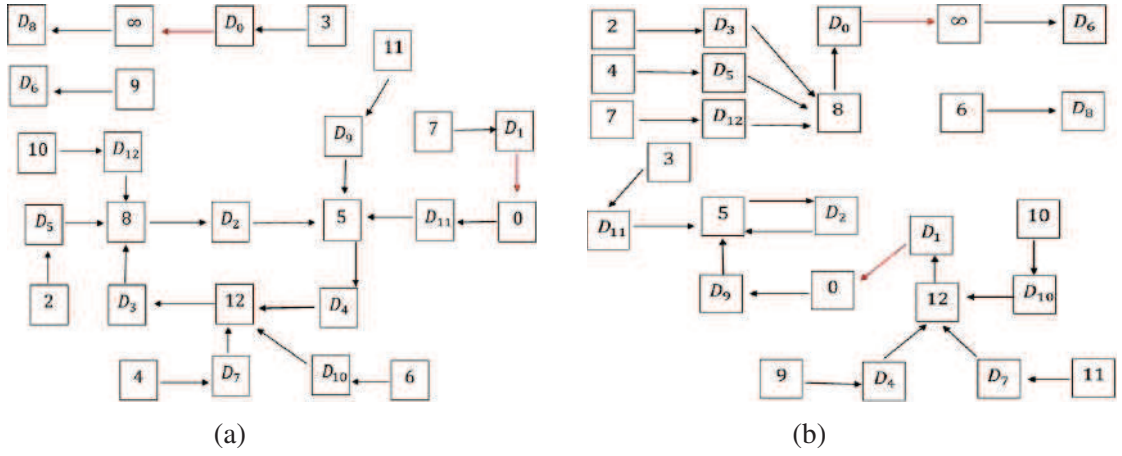 D₈ ∞ D₀ 3
D₆ 9
11
7 D₁
D₉
10 D₁₂
D₅ 8 D₂ 5 D₁₁ 0
2 D₃ 12 D₄
4 D₇ D₁₀ 6
(a)
2 D₃ D₀ ∞ D₆
4 D₅
7 D₁₂ 8 6 D₈
3
D₁₁ 5 D₂ D₁ 10
D₉ 0 12 D₁₀
9 D₄ D₇ 11
(b)